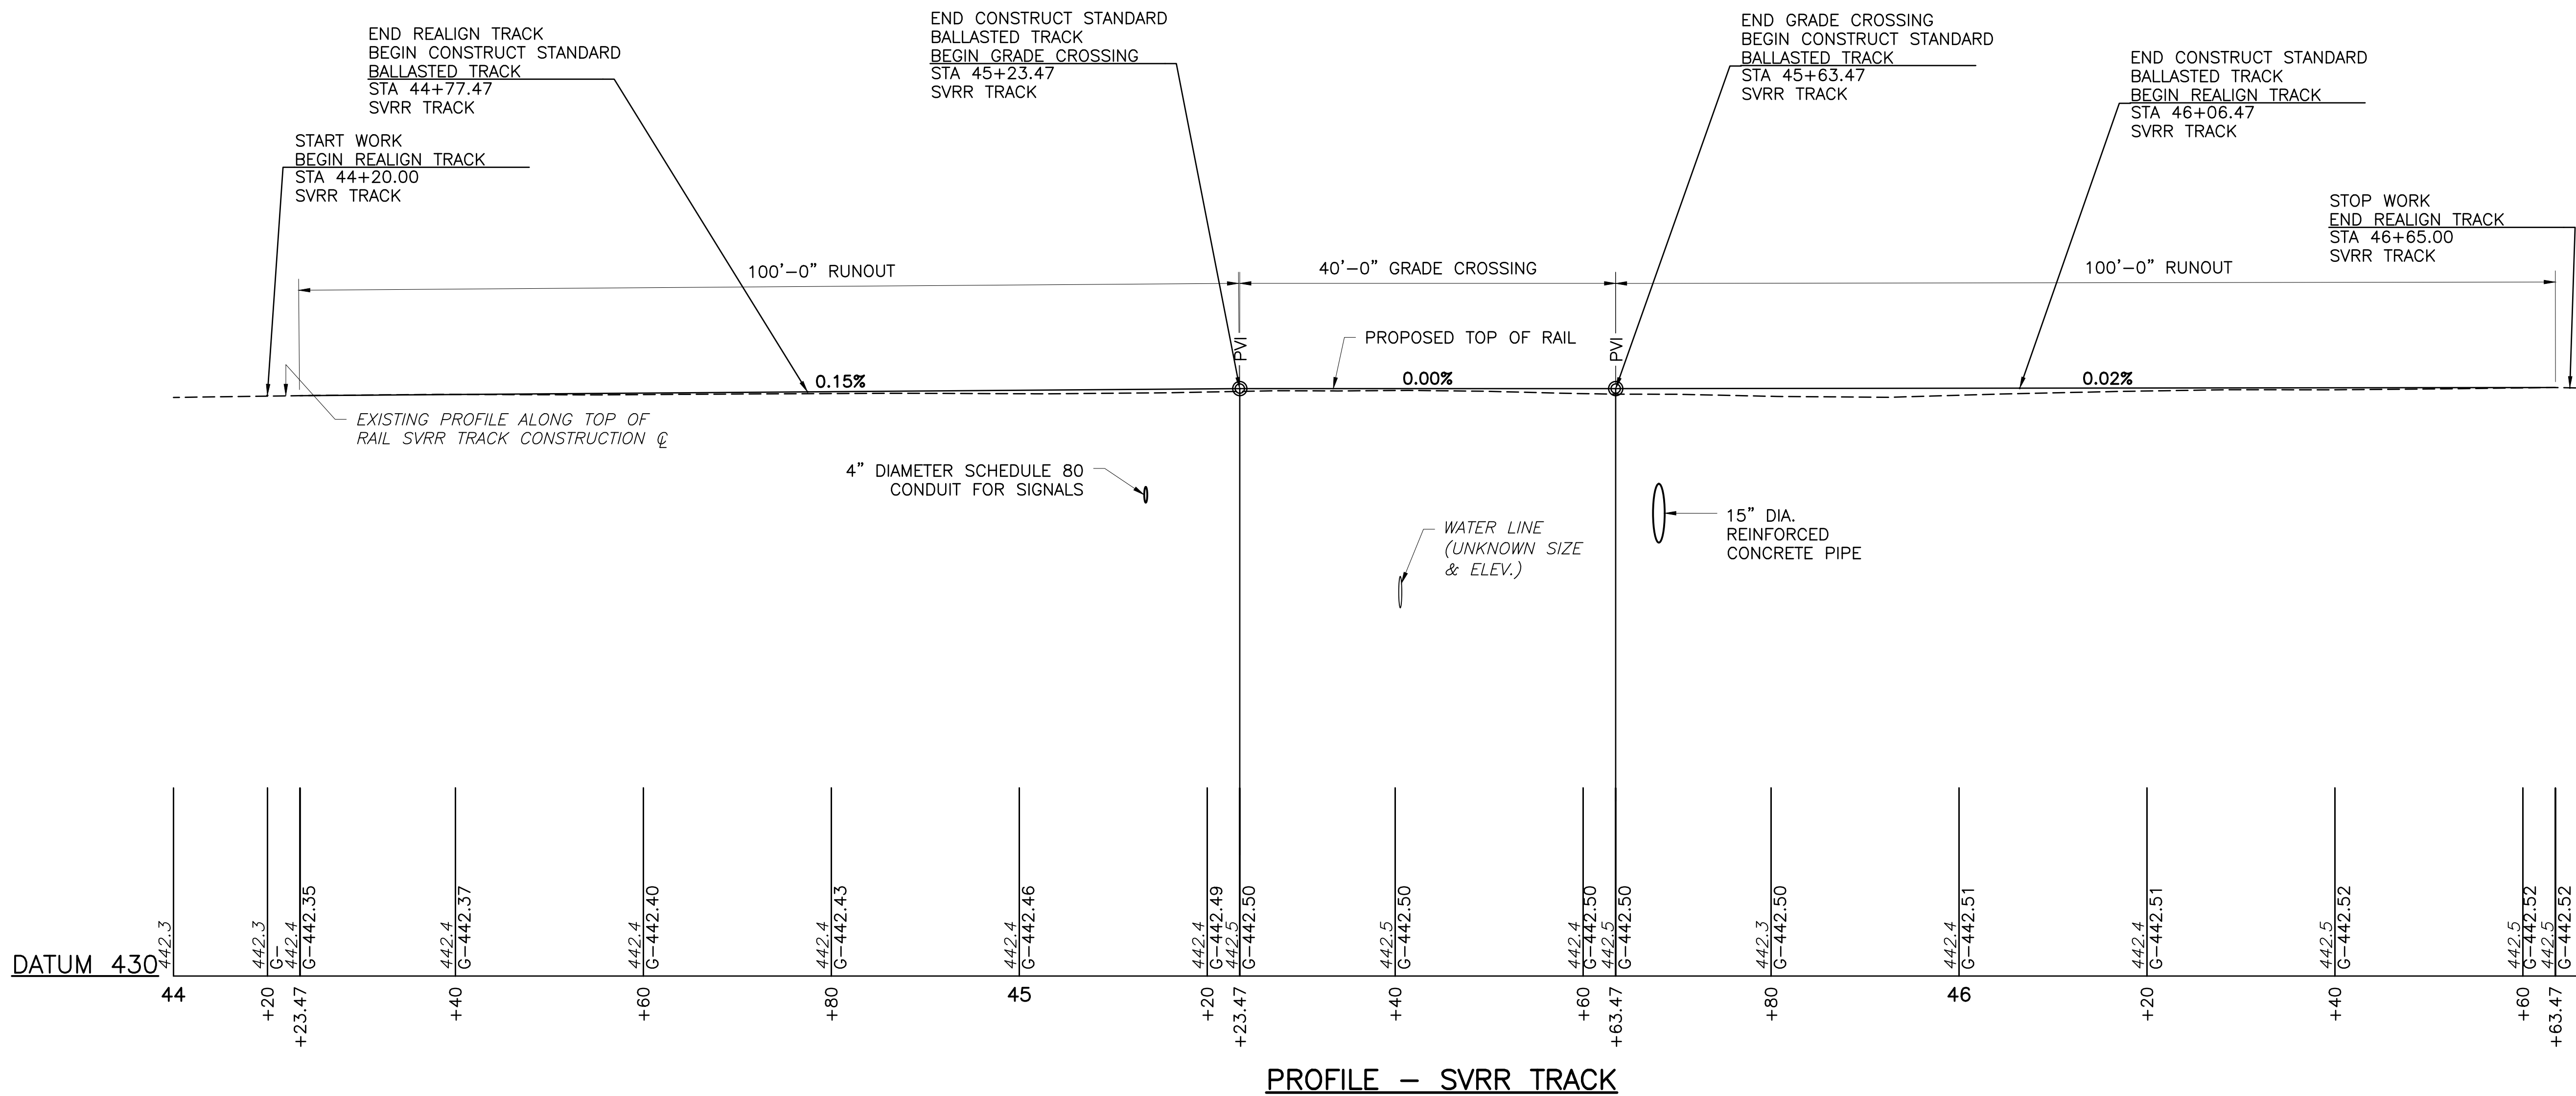 END REALIGN TRACK
BEGIN CONSTRUCT STANDARD
BALLASTED TRACK
STA 44+77.47
SVRR TRACK
END CONSTRUCT STANDARD
BALLASTED TRACK
BEGIN GRADE CROSSING
STA 45+23.47
SVRR TRACK
END GRADE CROSSING
BEGIN CONSTRUCT STANDARD
BALLASTED TRACK
STA 45+63.47
SVRR TRACK
END CONSTRUCT STANDARD
BALLASTED TRACK
BEGIN REALIGN TRACK
STA 46+06.47
SVRR TRACK
START WORK
BEGIN REALIGN TRACK
STA 44+20.00
SVRR TRACK
STOP WORK
END REALIGN TRACK
STA 46+65.00
SVRR TRACK
100'-0" RUNOUT
40'-0" GRADE CROSSING
100'-0" RUNOUT
PVI
PROPOSED TOP OF RAIL
PVI
0.15%
0.00%
0.02%
EXISTING PROFILE ALONG TOP OF
RAIL SVRR TRACK CONSTRUCTION ℄
4" DIAMETER SCHEDULE 80
CONDUIT FOR SIGNALS
WATER LINE
(UNKNOWN SIZE
& ELEV.)
15" DIA.
REINFORCED
CONCRETE PIPE
442.3
442.3
G-
442.4
G-442.35
442.4
G-442.37
442.4
G-442.40
442.4
G-442.43
442.4
G-442.46
442.4
G-442.49
442.5
G-442.50
442.5
G-442.50
442.4
G-442.50
442.5
G-442.50
442.3
G-442.50
442.4
G-442.51
442.4
G-442.51
442.5
G-442.52
442.5
G-442.52
442.5
G-442.52
DATUM 430
44
+20
+23.47
+40
+60
+80
45
+20
+23.47
+40
+60
+63.47
+80
46
+20
+40
+60
+63.47
PROFILE - SVRR TRACK